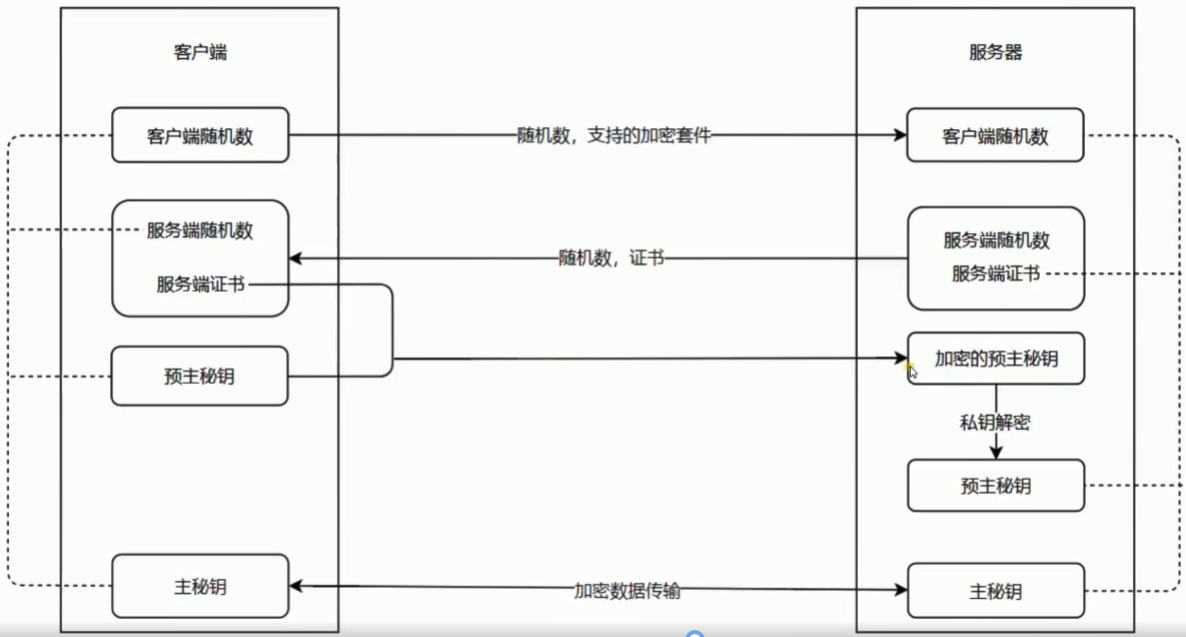 客户端
服务器
客户端随机数
随机数，支持的加密套件
客户端随机数
服务端随机数
服务端证书
随机数，证书
服务端随机数
服务端证书
预主秘钥
加密的预主秘钥
私钥解密
预主秘钥
主秘钥
加密数据传输
主秘钥